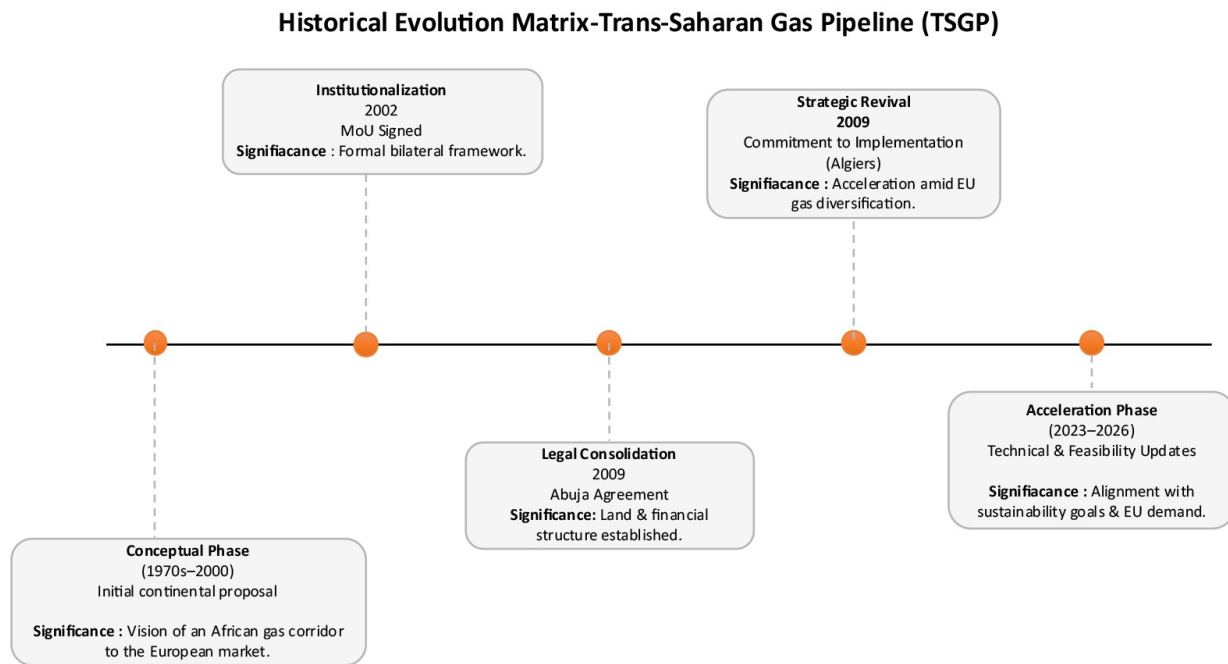 Historical Evolution Matrix-Trans-Saharan Gas Pipeline (TSGP)
Institutionalization
2002
MoU Signed
Signifiacance : Formal bilateral framework.
Strategic Revival
2009
Commitment to Implementation
(Algiers)
Signifiacance : Acceleration amid EU
gas diversification.
Legal Consolidation
2009
Abuja Agreement
Significance: Land & financial
structure established.
Acceleration Phase
(2023–2026)
Technical & Feasibility Updates
Signifiacance : Alignment with
sustainability goals & EU demand.
Conceptual Phase
(1970s–2000)
Initial continental proposal
Significance : Vision of an African gas corridor
to the European market.